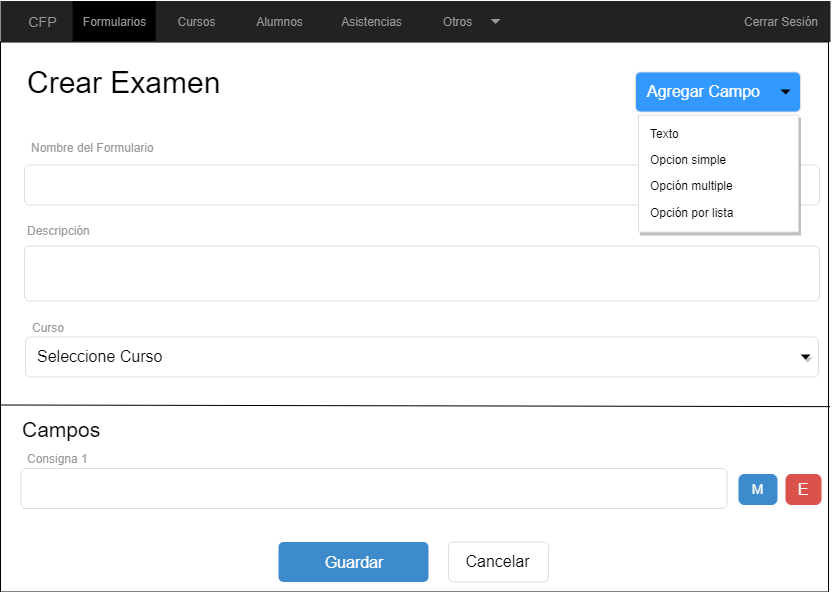 CFP Formularios Cursos Alumnos Asistencias Otros Cerrar Sesión
Crear Examen
Agregar Campo
Texto
Opcion simple
Opción multiple
Opción por lista
Nombre del Formulario
Descripción
Curso
Seleccione Curso
Campos
Consigna 1
M E
Guardar Cancelar